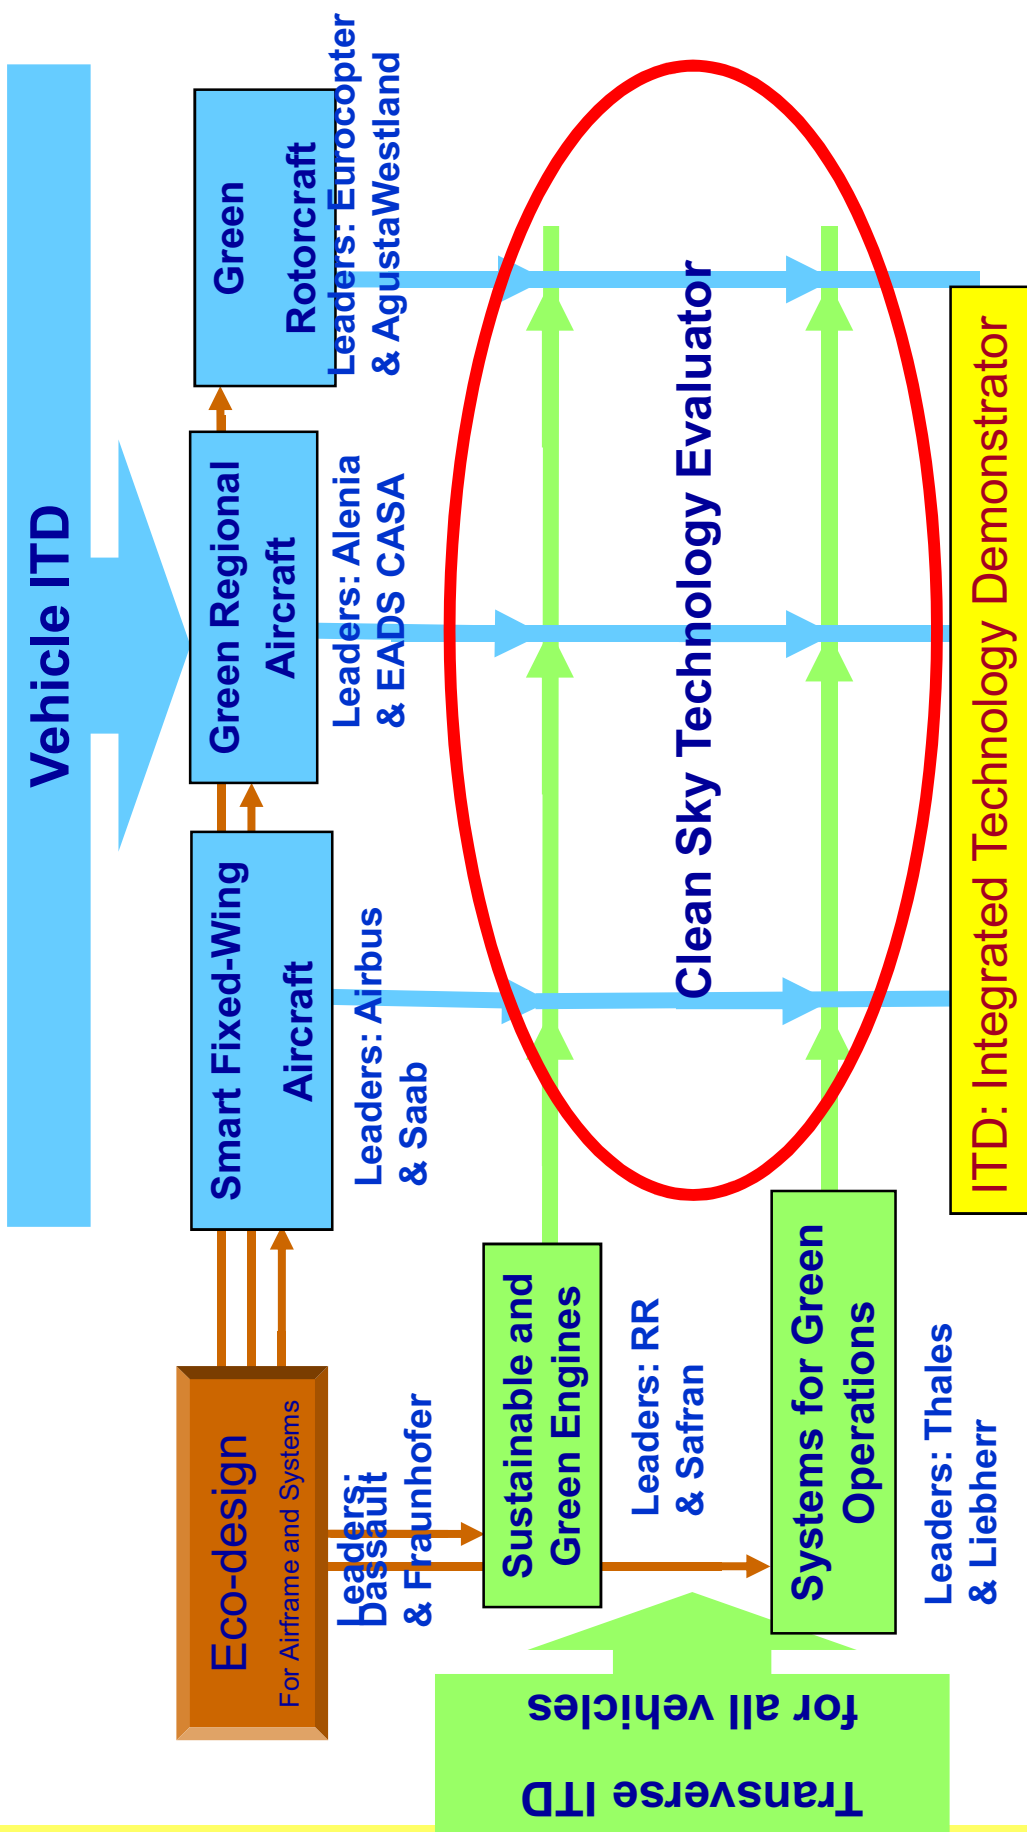 Vehicle ITD
Eco-design
For Airframe and Systems
Leaders:
Dassault
& Fraunhofer
Smart Fixed-Wing
Aircraft
Leaders: Airbus
& Saab
Green Regional
Aircraft
Leaders: Alenia
& EADS CASA
Green
Rotorcraft
Leaders: Eurocopter
& AgustaWestland
Transverse ITD
for all vehicles
Sustainable and
Green Engines
Leaders: RR
& Safran
Clean Sky Technology Evaluator
Systems for Green
Operations
Leaders: Thales
& Liebherr
ITD: Integrated Technology Demonstrator